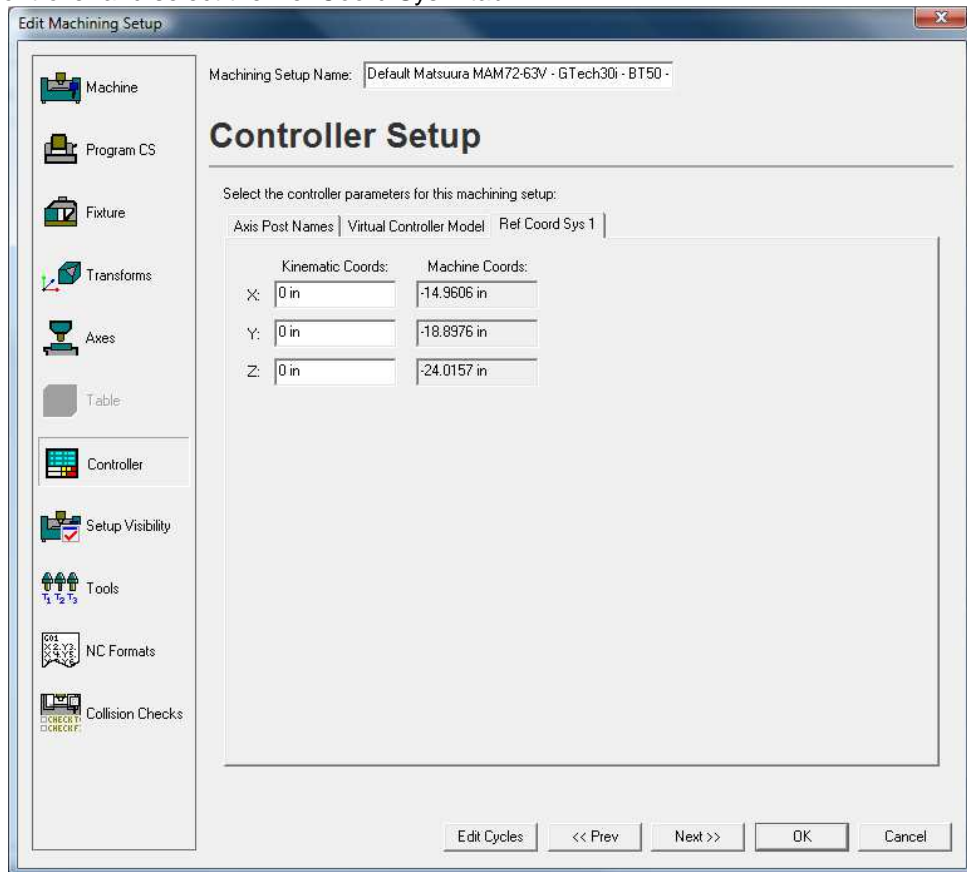 Edit Machining Setup
Machine
Program CS
Fixture
Transforms
Axes
Table
Controller
Setup Visibility
Tools
NC Formats
Collision Checks
Machining Setup Name: Default Matsuura MAM72-63V - GTech30i - BT50 -
Controller Setup
Select the controller parameters for this machining setup:
Axis Post Names Virtual Controller Model Ref Coord Sys 1
Kinematic Coords: Machine Coords:
X: 0 in -14.9606 in
Y: 0 in -18.8976 in
Z: 0 in -24.0157 in
Edit Cycles << Prev Next >> OK Cancel